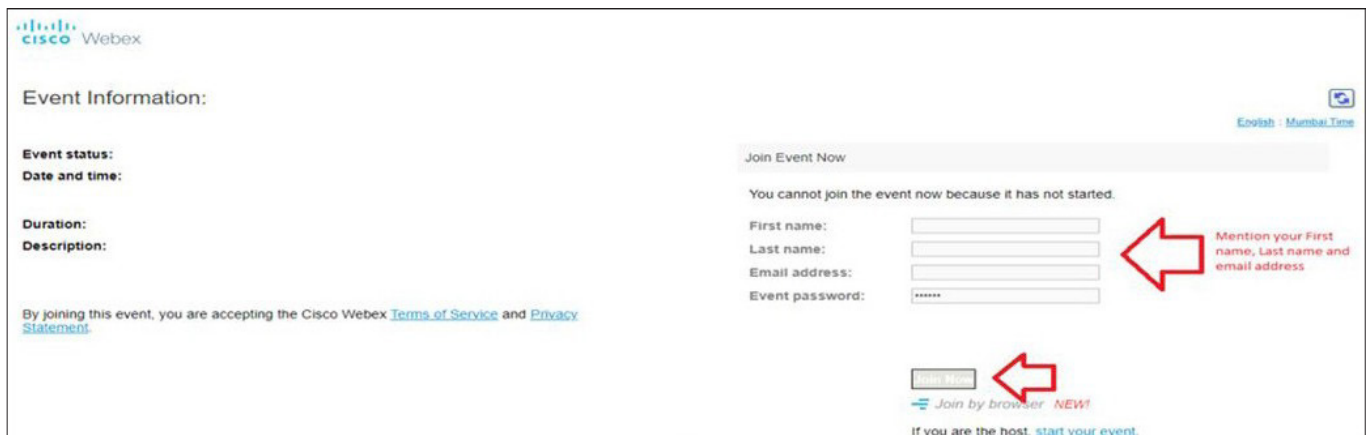 cisco Webex
Event Information:
English : Mumbai Time
Event status:
Date and time:
Duration:
Description:
By joining this event, you are accepting the Cisco Webex Terms of Service and Privacy
Statement.
Join Event Now
You cannot join the event now because it has not started.
First name:
Last name:
Email address:
Event password: ••••••
Mention your First
name, Last name and
email address
Join Now
Join by browser NEW!
If you are the host, start your event.